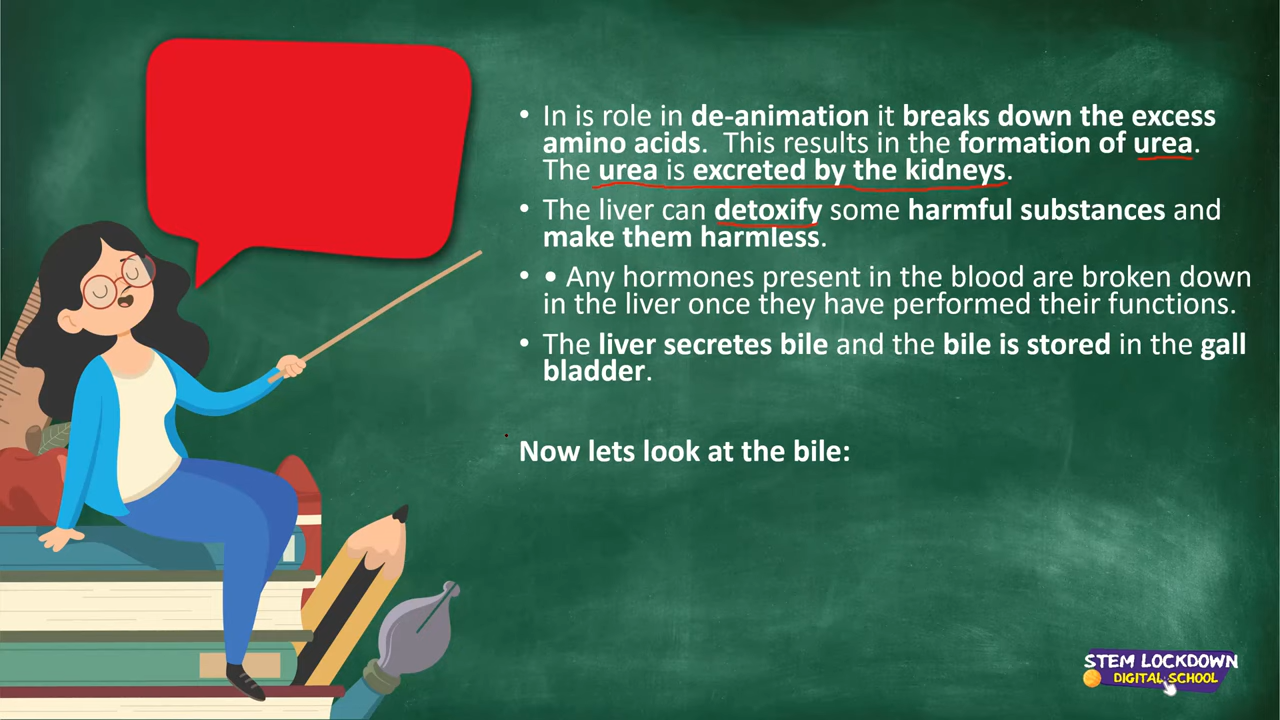 • In is role in de-animation it breaks down the excess
amino acids. This results in the formation of urea.
The urea is excreted by the kidneys.
• The liver can detoxify some harmful substances and
make them harmless.
• • Any hormones present in the blood are broken down
in the liver once they have performed their functions.
• The liver secretes bile and the bile is stored in the gall
bladder.
Now lets look at the bile:
STEM LOCKDOWN
DIGITAL SCHOOL